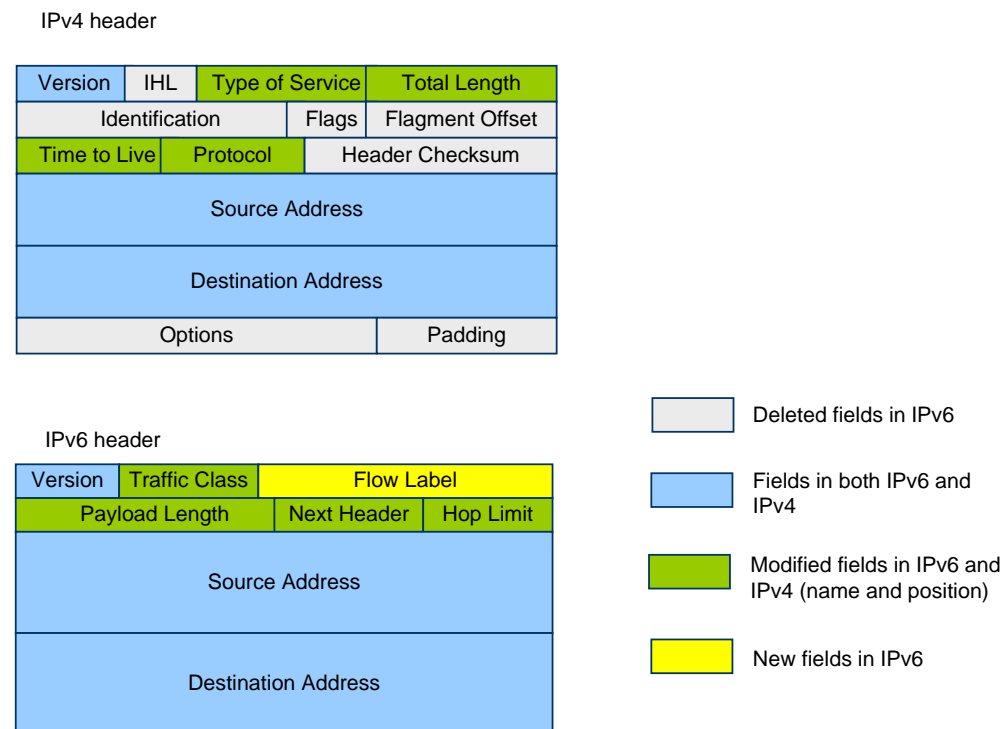 IPv4 header
Version IHL Type of Service Total Length
Identification Flags Flagment Offset
Time to Live Protocol Header Checksum
Source Address
Destination Address
Options Padding
IPv6 header
Version Traffic Class Flow Label
Payload Length Next Header Hop Limit
Source Address
Destination Address
Deleted fields in IPv6
Fields in both IPv6 and
IPv4
Modified fields in IPv6 and
IPv4 (name and position)
New fields in IPv6